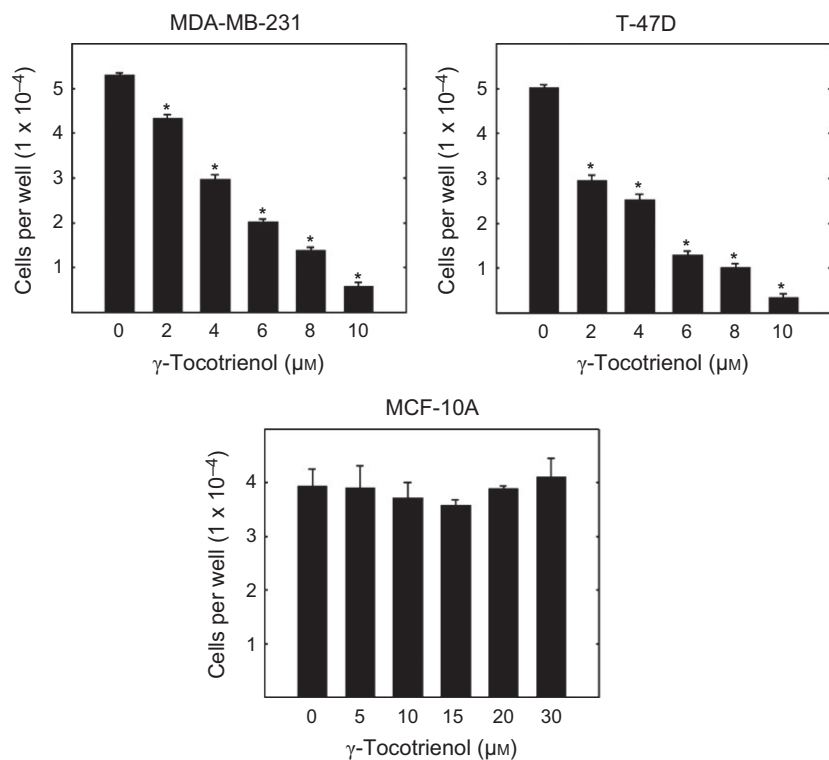 MDA-MB-231
Cells per well (1 x 10⁻⁴)
5
4
3
2
1
* * * * *
0 2 4 6 8 10
γ-Tocotrienol (μM)
T-47D
Cells per well (1 x 10⁻⁴)
5
4
3
2
1
* * * * *
0 2 4 6 8 10
γ-Tocotrienol (μM)
MCF-10A
Cells per well (1 x 10⁻⁴)
4
3
2
1
0 5 10 15 20 30
γ-Tocotrienol (μM)